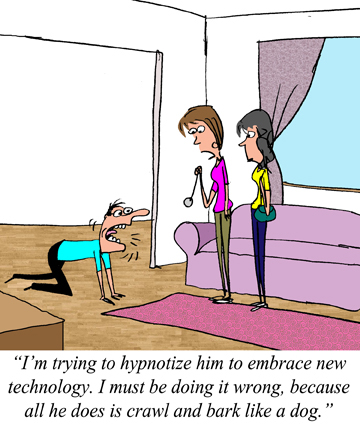 “I’m trying to hypnotize him to embrace new
technology. I must be doing it wrong, because
all he does is crawl and bark like a dog.”